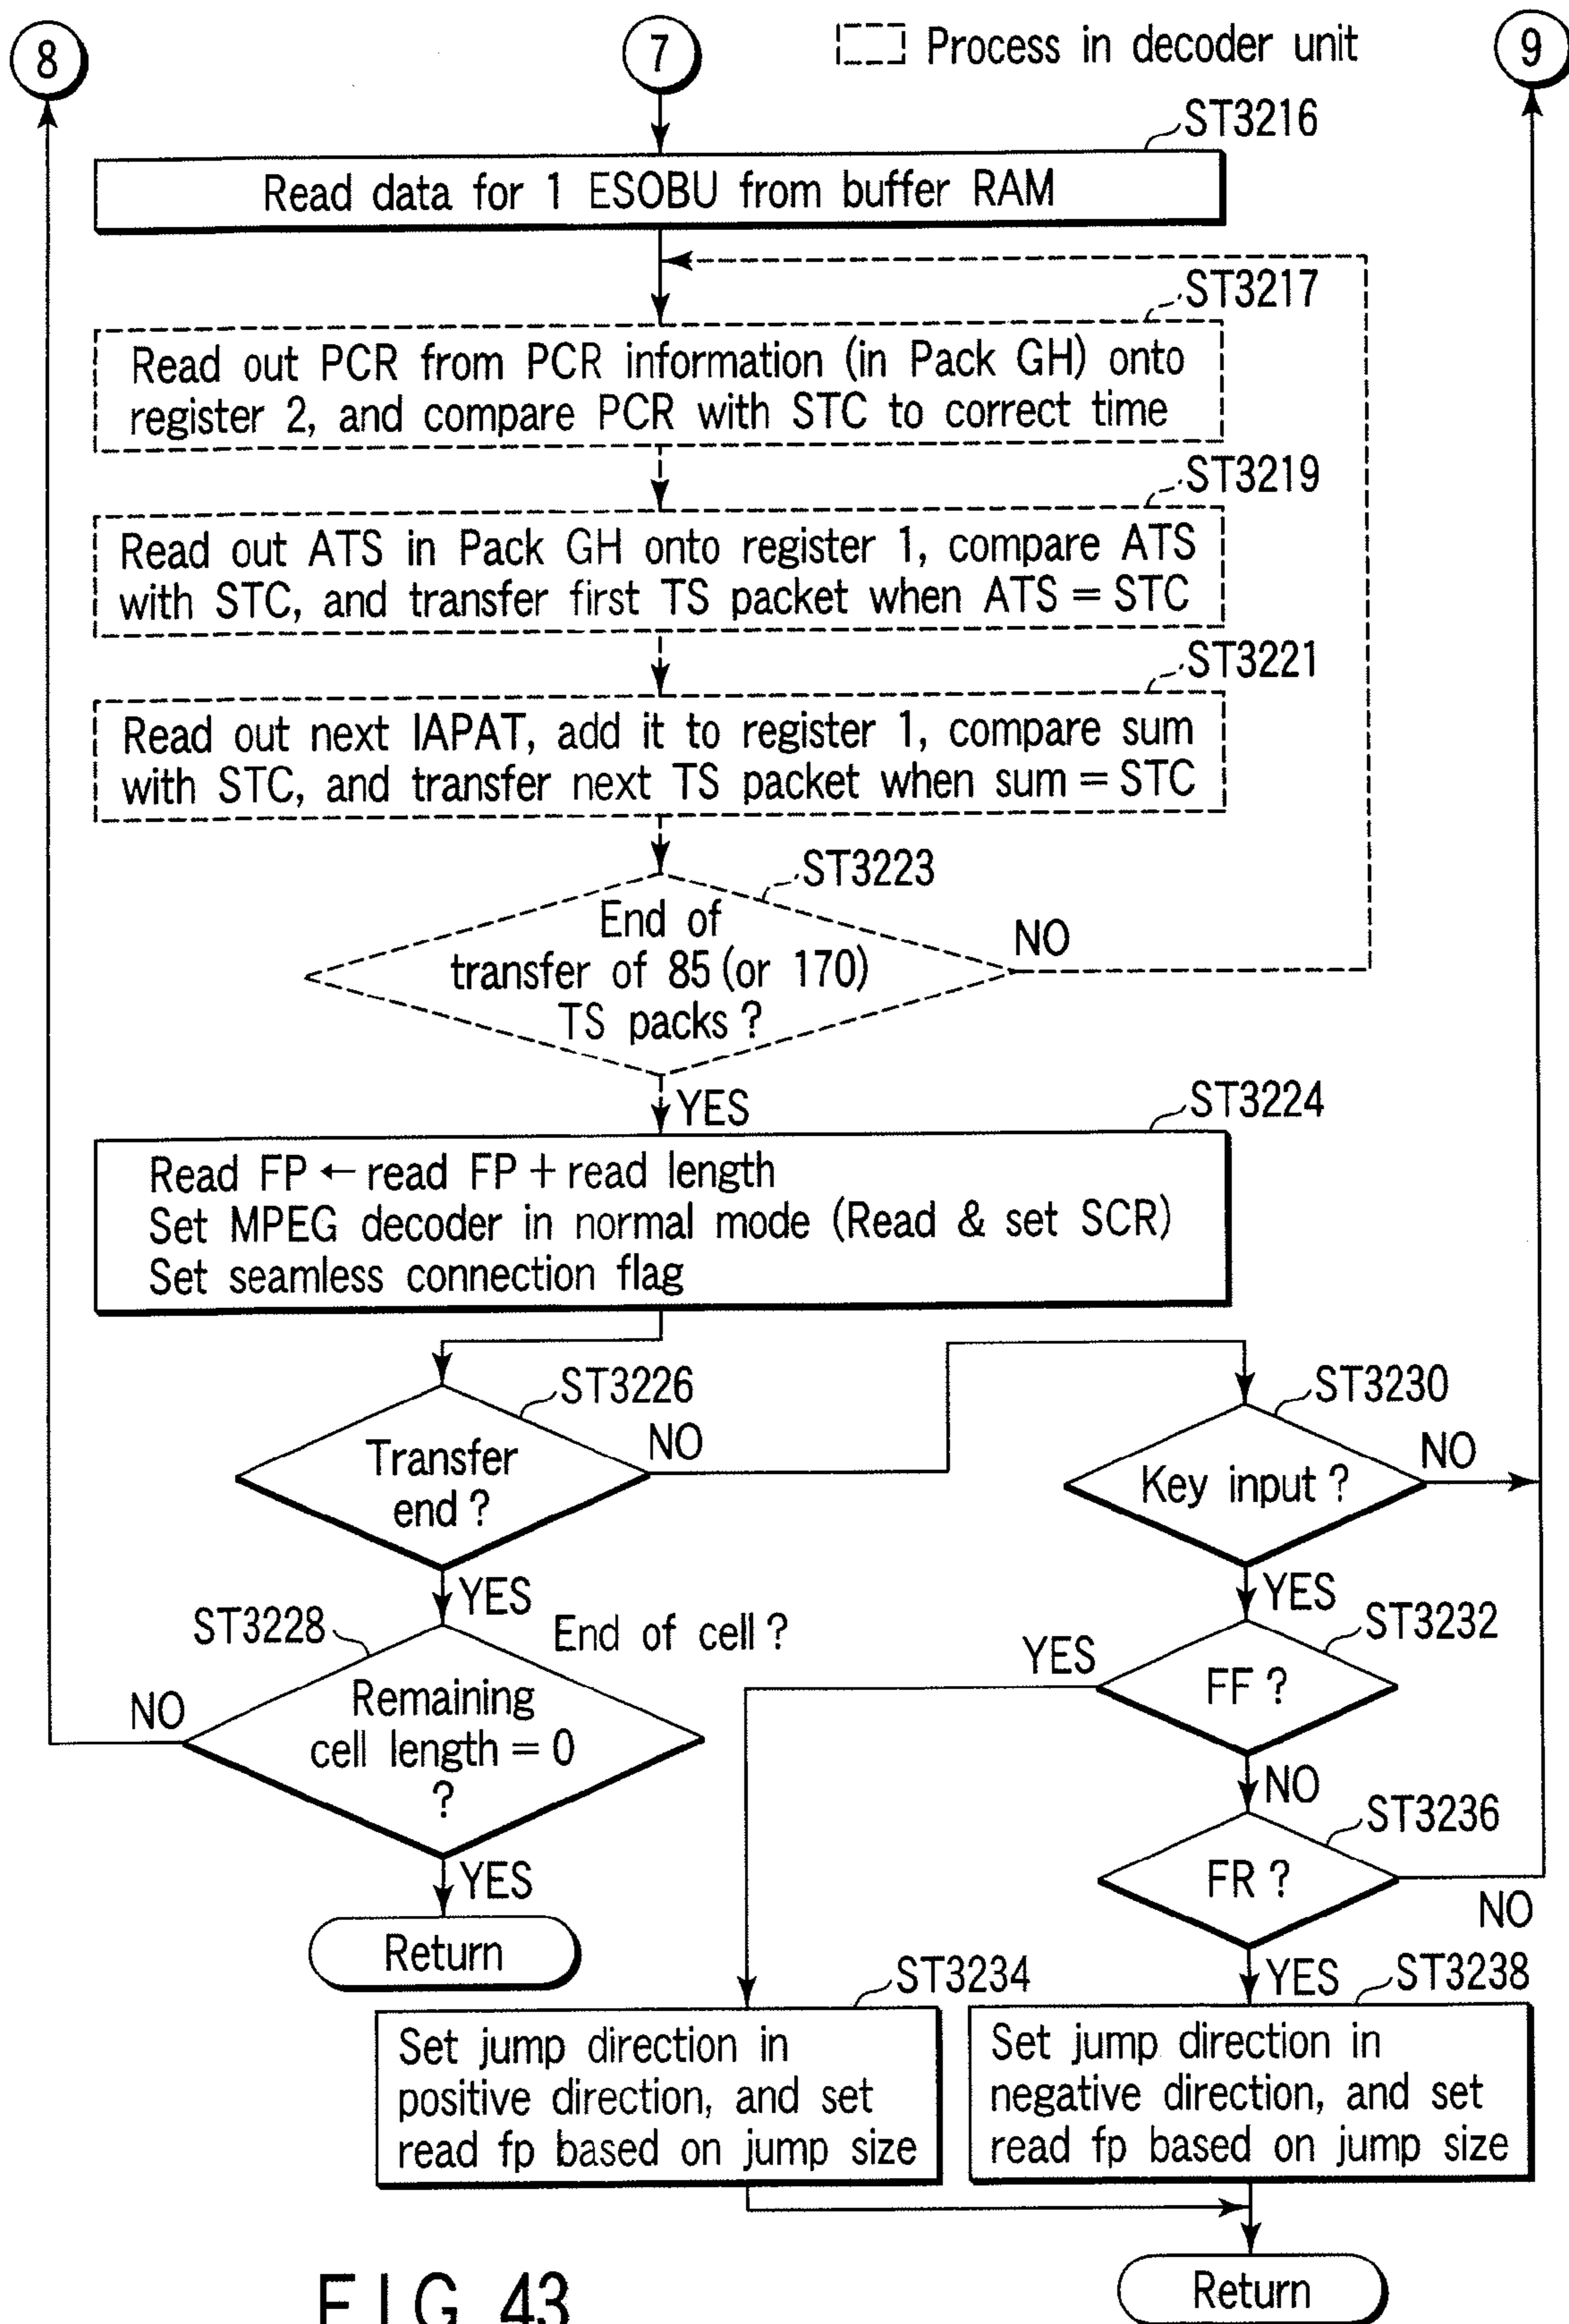 8
7
Process in decoder unit
9
ST3216
Read data for 1 ESOBU from buffer RAM
ST3217
Read out PCR from PCR information (in Pack GH) onto
register 2, and compare PCR with STC to correct time
ST3219
Read out ATS in Pack GH onto register 1, compare ATS
with STC, and transfer first TS packet when ATS = STC
ST3221
Read out next IAPAT, add it to register 1, compare sum
with STC, and transfer next TS packet when sum = STC
ST3223
End of
transfer of 85 (or 170)
TS packs ?
NO
YES
ST3224
Read FP ← read FP + read length
Set MPEG decoder in normal mode (Read & set SCR)
Set seamless connection flag
ST3226
Transfer
end ?
NO
YES
ST3230
Key input ?
NO
YES
ST3228
End of cell ?
Remaining
cell length = 0
?
NO
YES
Return
ST3232
FF ?
YES
NO
ST3236
FR ?
NO
YES
ST3234
Set jump direction in
positive direction, and set
read fp based on jump size
ST3238
Set jump direction in
negative direction, and set
read fp based on jump size
Return
FIG. 43